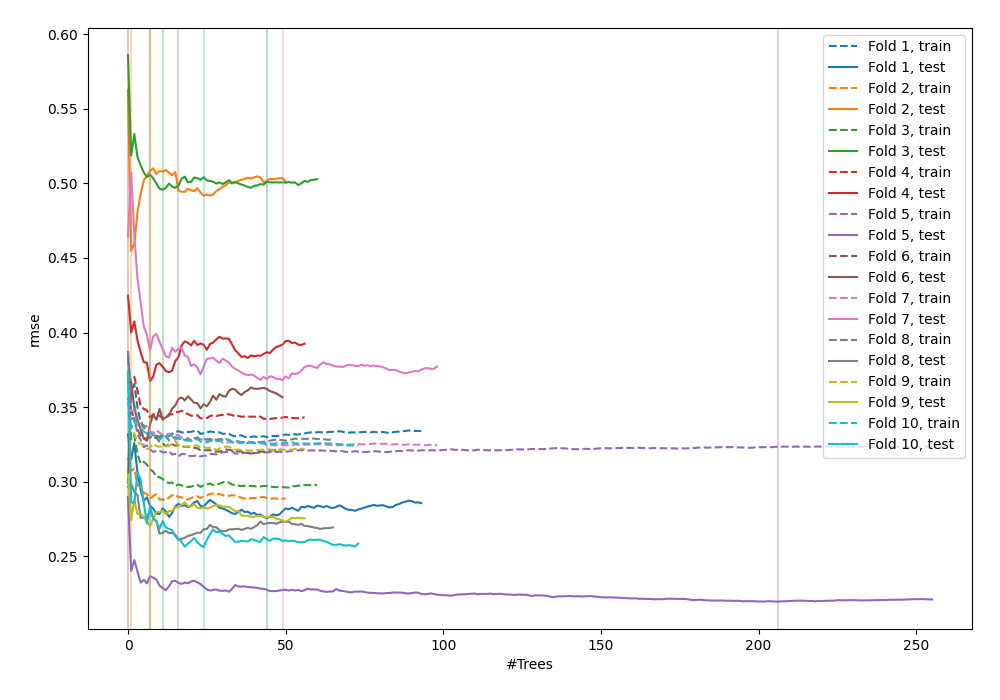 0.60
0.55
0.50
0.45
0.40
0.35
0.30
0.25
rmse
0
50
100
150
200
250
#Trees
Fold 1, train
Fold 1, test
Fold 2, train
Fold 2, test
Fold 3, train
Fold 3, test
Fold 4, train
Fold 4, test
Fold 5, train
Fold 5, test
Fold 6, train
Fold 6, test
Fold 7, train
Fold 7, test
Fold 8, train
Fold 8, test
Fold 9, train
Fold 9, test
Fold 10, train
Fold 10, test